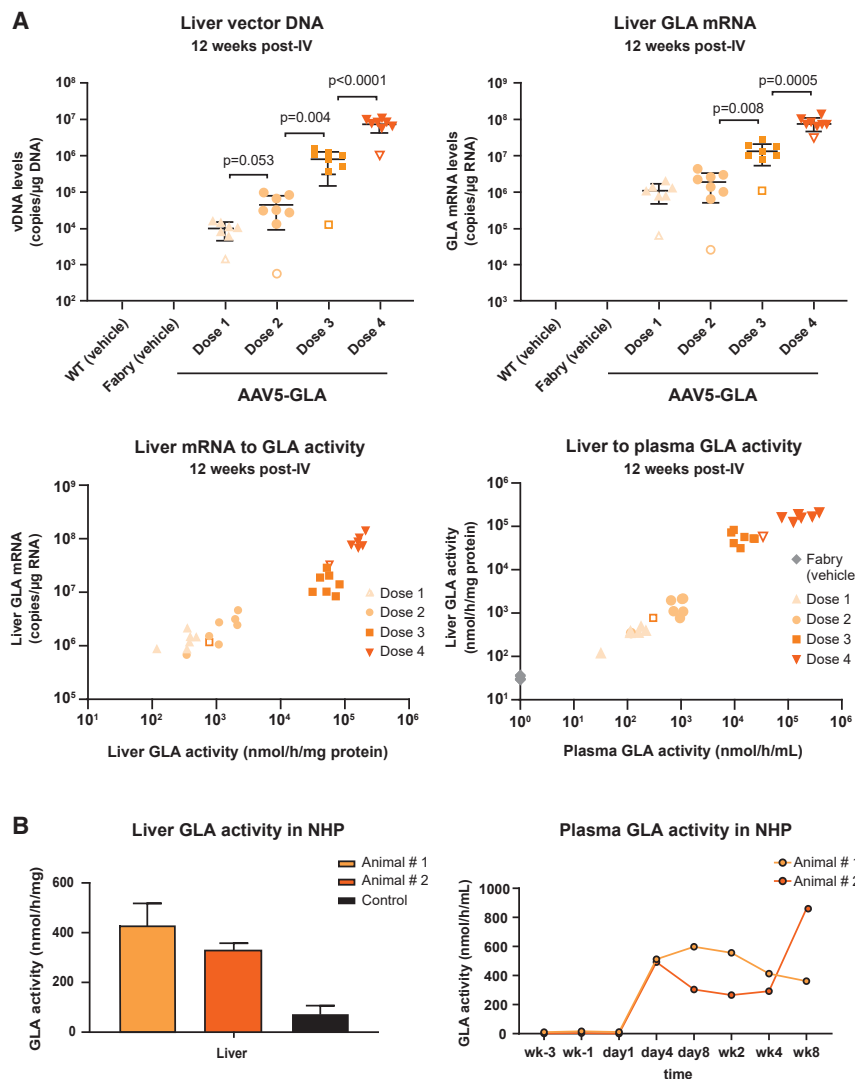 A
Liver vector DNA
12 weeks post-IV
vDNA levels
(copies/µg DNA)
10⁸
10⁷
10⁶
10⁵
10⁴
10³
10²
p=0.053
p=0.004
p<0.0001
WT (vehicle)
Fabry (vehicle)
Dose 1
Dose 2
Dose 3
Dose 4
AAV5-GLA
Liver GLA mRNA
12 weeks post-IV
GLA mRNA levels
(copies/µg RNA)
10⁹
10⁸
10⁷
10⁶
10⁵
10⁴
10³
p=0.008
p=0.0005
WT (vehicle)
Fabry (vehicle)
Dose 1
Dose 2
Dose 3
Dose 4
AAV5-GLA
Liver mRNA to GLA activity
12 weeks post-IV
Liver GLA mRNA
(copies/µg RNA)
10⁹
10⁸
10⁷
10⁶
10⁵
Dose 1
Dose 2
Dose 3
Dose 4
10¹ 10² 10³ 10⁴ 10⁵ 10⁶
Liver GLA activity (nmol/h/mg protein)
Liver to plasma GLA activity
12 weeks post-IV
Liver GLA activity
(nmol/h/mg protein)
10⁶
10⁵
10⁴
10³
10²
10¹
Fabry
(vehicle
Dose 1
Dose 2
Dose 3
Dose 4
10⁰ 10¹ 10² 10³ 10⁴ 10⁵ 10⁶
Plasma GLA activity (nmol/h/mL)
B
Liver GLA activity in NHP
GLA activity (nmol/h/mg)
600
400
200
0
Animal # 1
Animal # 2
Control
Liver
Plasma GLA activity in NHP
GLA activity (nmol//h/mL)
1000
800
600
400
200
0
Animal # 1
Animal # 2
wk-3 wk-1 day1 day4 day8 wk2 wk4 wk8
time